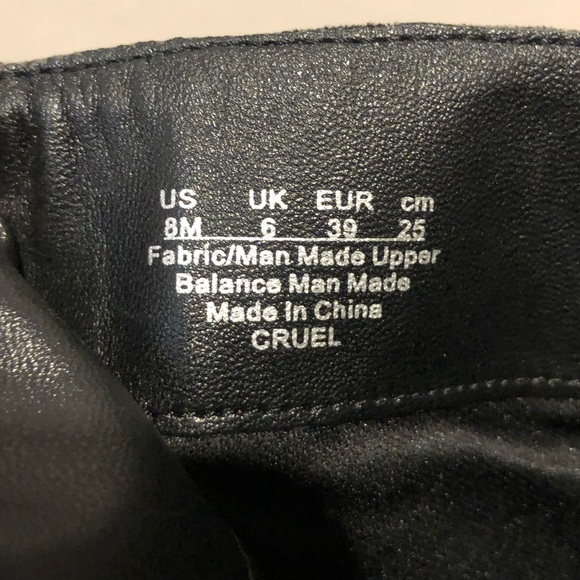 US UK EUR cm
8M 6 39 25
Fabric/Man Made Upper
Balance Man Made
Made In China
CRUEL